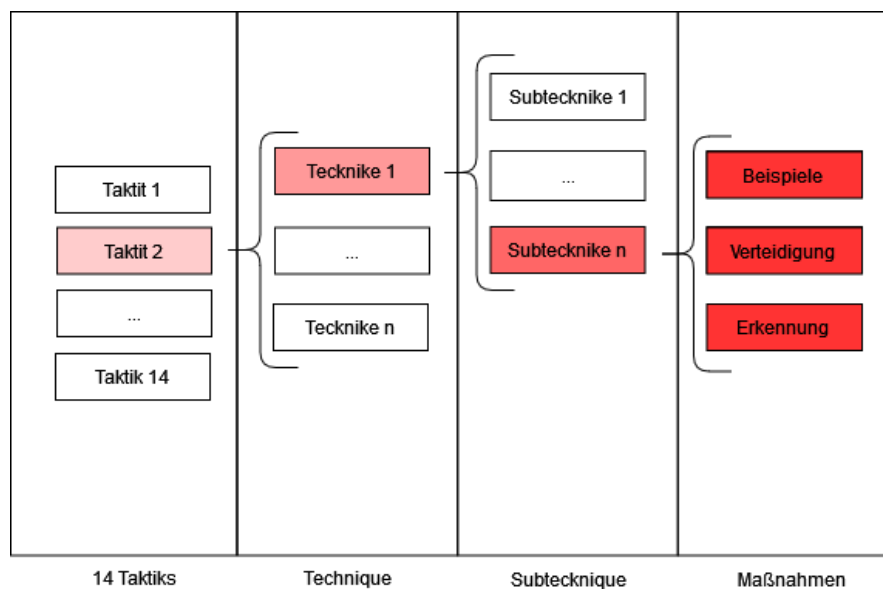 Taktit 1
Taktit 2
...
Taktik 14
Tecknike 1
...
Tecknike n
Subtecknike 1
...
Subtecknike n
Beispiele
Verteidigung
Erkennung
14 Taktiks
Technique
Subtecknique
Maßnahmen